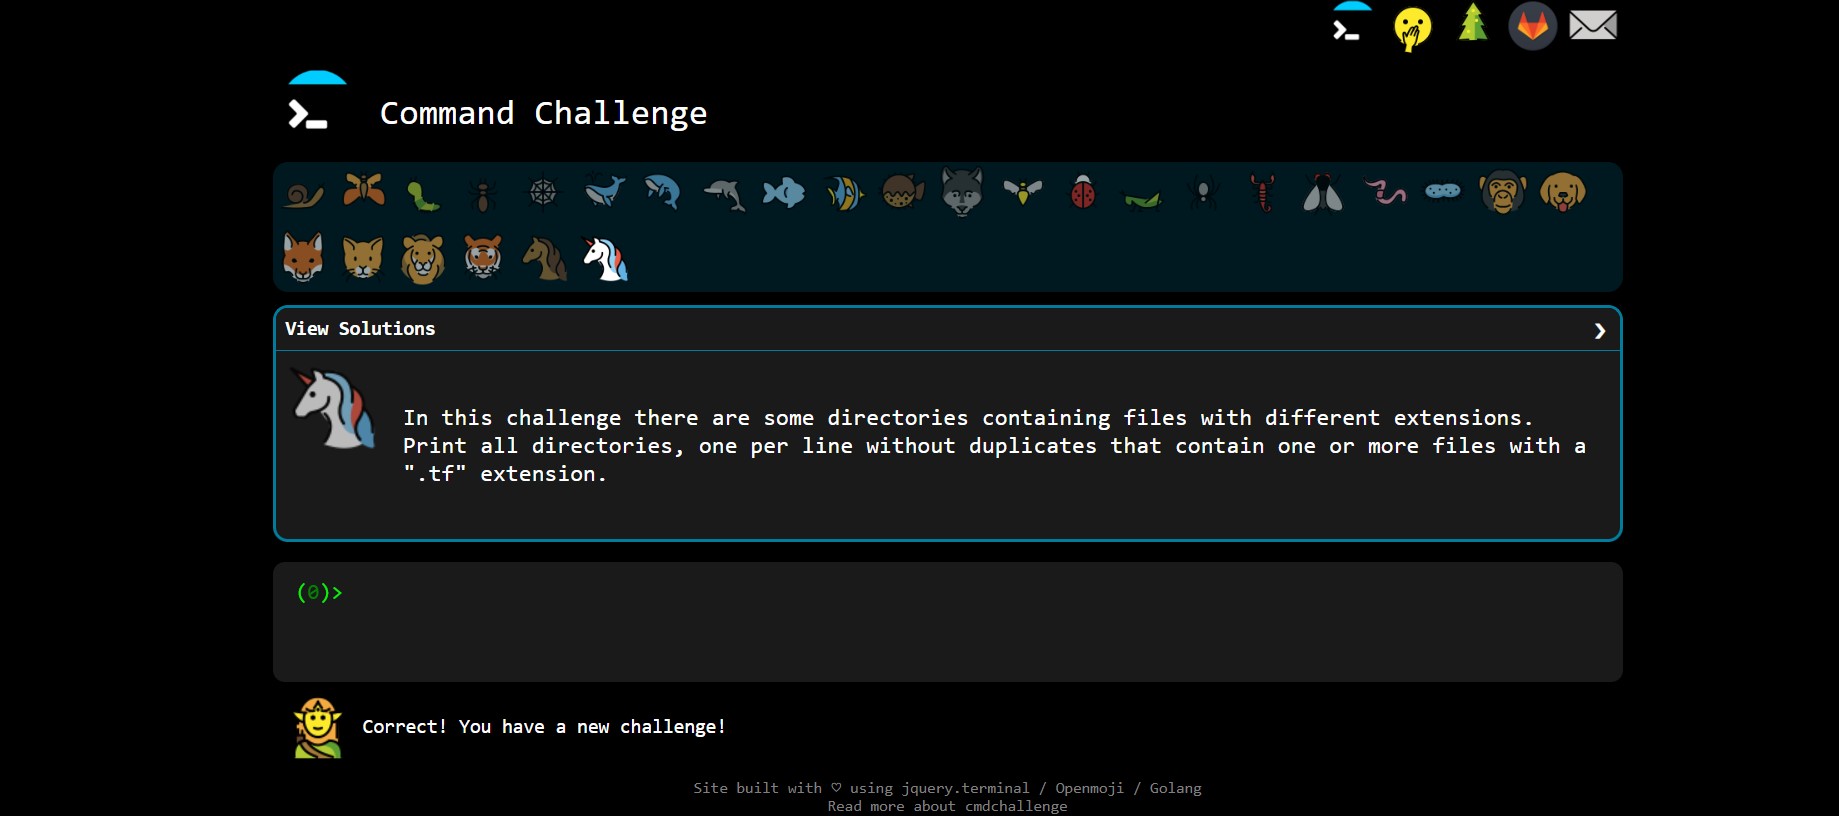 Command Challenge
View Solutions
In this challenge there are some directories containing files with different extensions.
Print all directories, one per line without duplicates that contain one or more files with a
".tf" extension.
(0)>
Correct! You have a new challenge!
Site built with ♡ using jquery.terminal / Openmoji / Golang
Read more about cmdchallenge